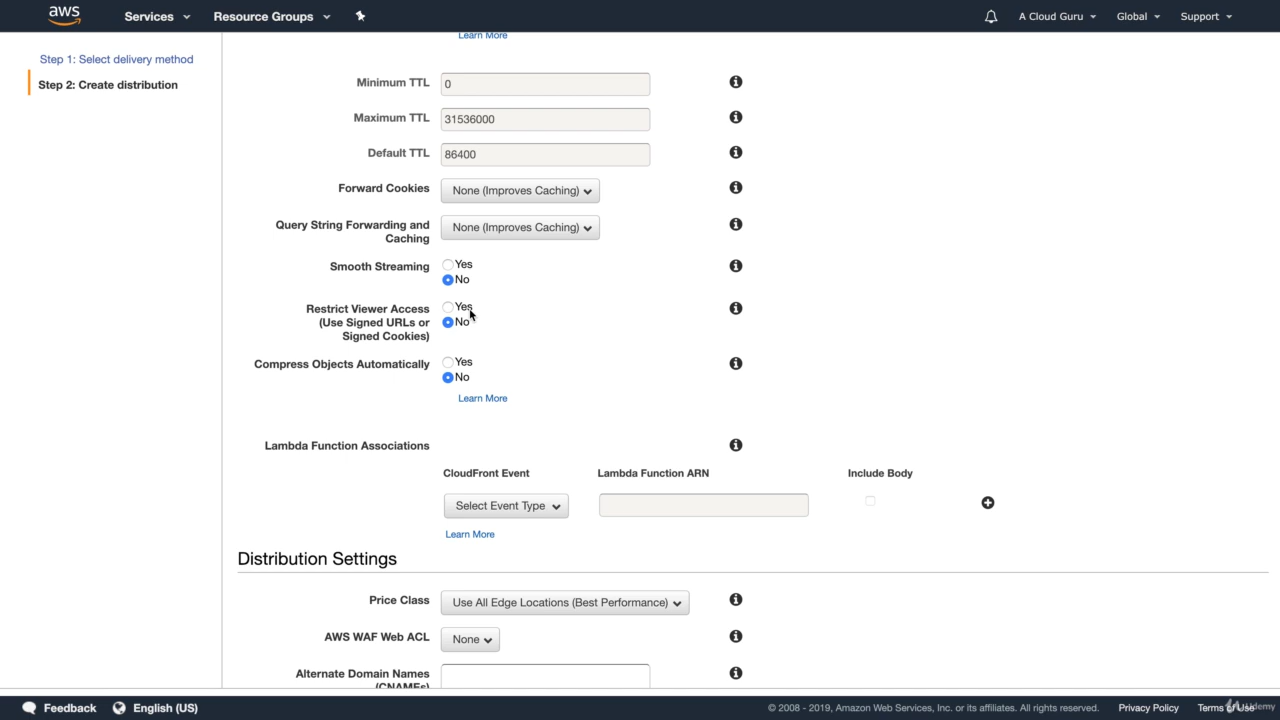 aws Services Resource Groups A Cloud Guru Global Support
Learn More
Step 1: Select delivery method
Step 2: Create distribution
Minimum TTL 0
Maximum TTL 31536000
Default TTL 86400
Forward Cookies None (Improves Caching)
Query String Forwarding and
Caching
None (Improves Caching)
Smooth Streaming
Yes
No
Restrict Viewer Access
(Use Signed URLs or
Signed Cookies)
Yes
No
Compress Objects Automatically
Yes
No
Learn More
Lambda Function Associations
CloudFront Event Lambda Function ARN Include Body
Select Event Type
Learn More
Distribution Settings
Price Class Use All Edge Locations (Best Performance)
AWS WAF Web ACL None
Alternate Domain Names
(CNAMEs)
Feedback English (US) © 2008 - 2019, Amazon Web Services, Inc. or its affiliates. All rights reserved. Privacy Policy Terms of Use
Udemy